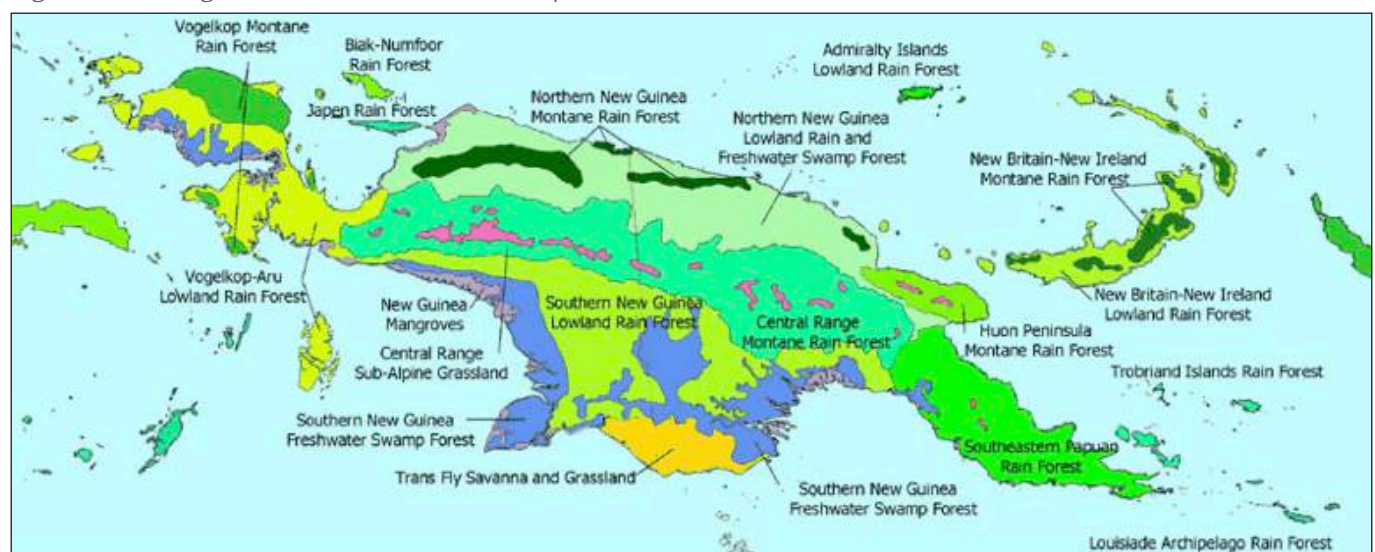 Vogelkop Montane
Rain Forest
Biak-Numfoor
Rain Forest
Japen Rain Forest
Northern New Guinea
Montane Rain Forest
Admiralty Islands
Lowland Rain Forest
Northern New Guinea
Lowland Rain and
Freshwater Swamp Forest
New Britain-New Ireland
Montane Rain Forest
Vogelkop-Aru
Lowland Rain Forest
New Guinea
Mangroves
Southern New Guinea
Lowland Rain Forest
Central Range
Montane Rain Forest
New Britain-New Ireland
Lowland Rain Forest
Huon Peninsula
Montane Rain Forest
Central Range
Sub-Alpine Grassland
Trobriand Islands Rain Forest
Southern New Guinea
Freshwater Swamp Forest
Southeastern Papuan
Rain Forest
Trans Fly Savanna and Grassland
Southern New Guinea
Freshwater Swamp Forest
Louisiade Archipelago Rain Forest